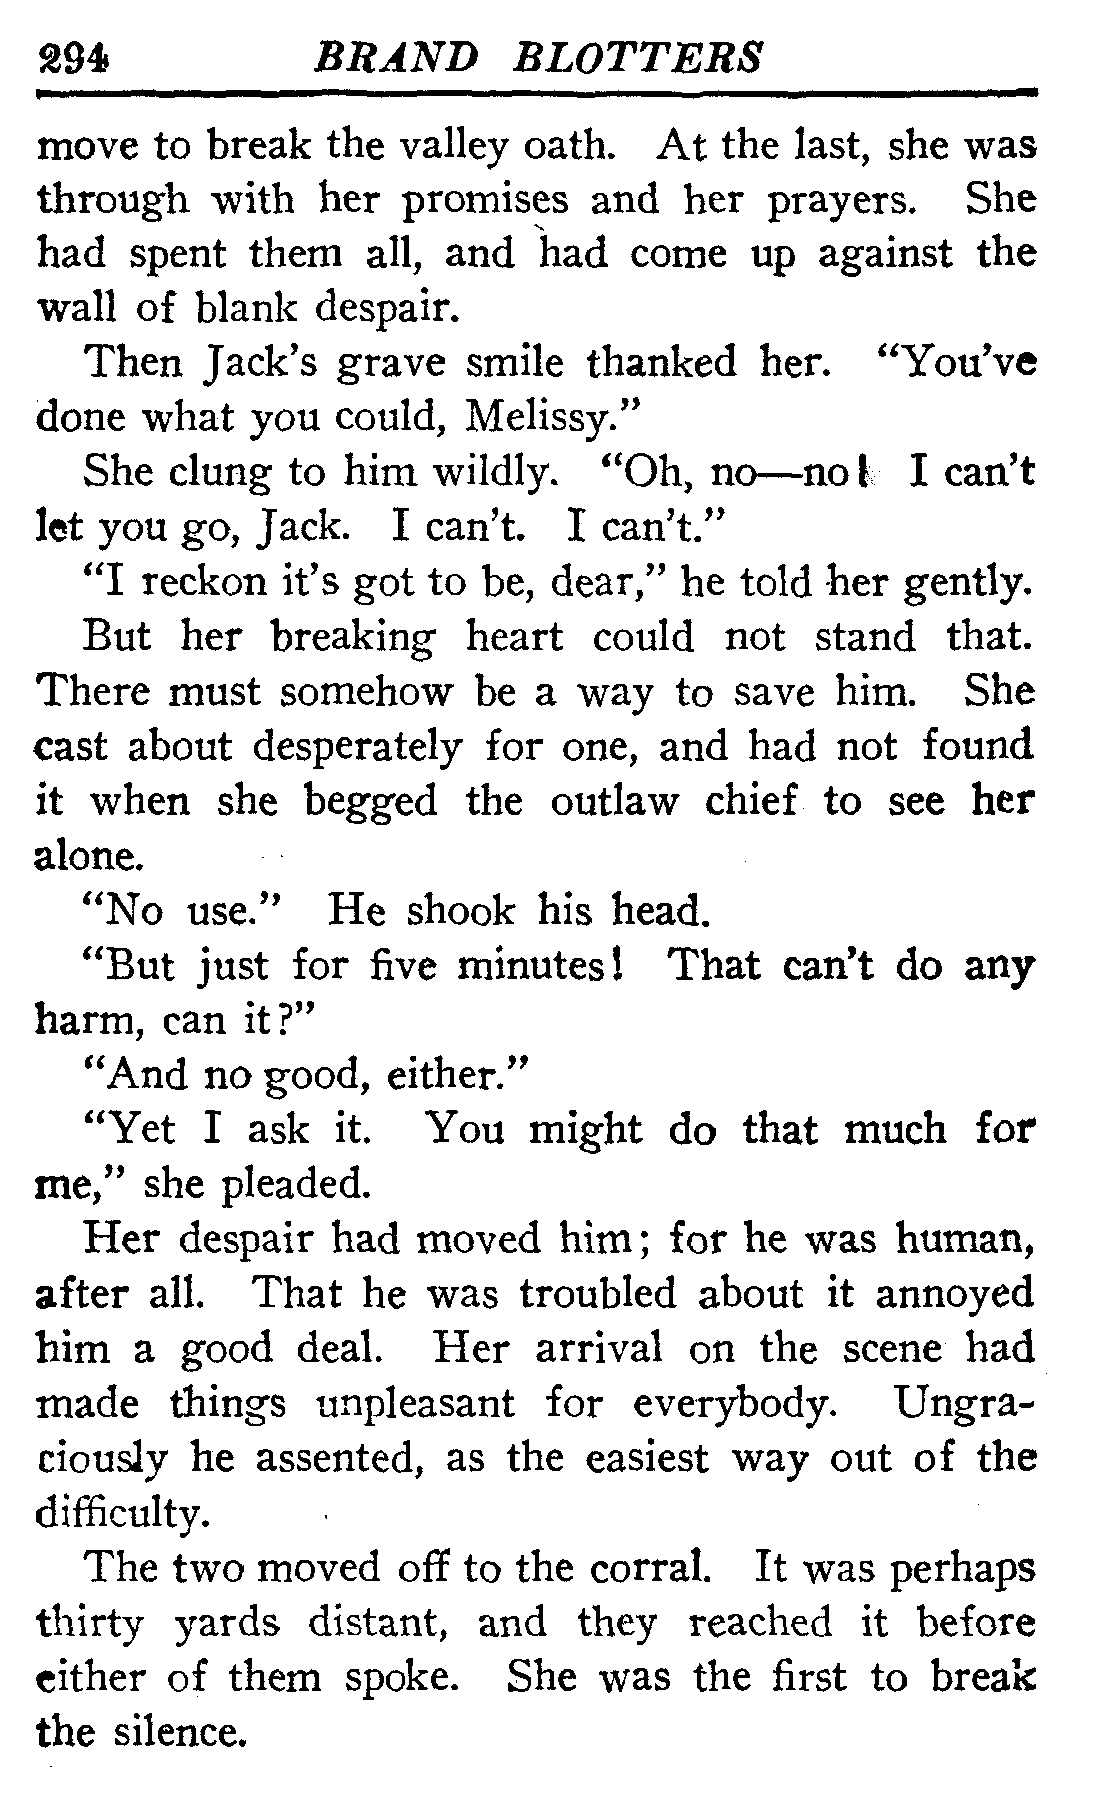 294 BRAND BLOTTERS
move to break the valley oath. At the last, she was
through with her promises and her prayers. She
had spent them all, and had come up against the
wall of blank despair.
Then Jack's grave smile thanked her. "You've
done what you could, Melissy."
She clung to him wildly. "Oh, no—no! I can't
let you go, Jack. I can't. I can't."
"I reckon it's got to be, dear," he told her gently.
But her breaking heart could not stand that.
There must somehow be a way to save him. She
cast about desperately for one, and had not found
it when she begged the outlaw chief to see her
alone.
"No use." He shook his head.
"But just for five minutes! That can't do any
harm, can it?"
"And no good, either."
"Yet I ask it. You might do that much for
me," she pleaded.
Her despair had moved him; for he was human,
after all. That he was troubled about it annoyed
him a good deal. Her arrival on the scene had
made things unpleasant for everybody. Ungra-
ciously he assented, as the easiest way out of the
difficulty.
The two moved off to the corral. It was perhaps
thirty yards distant, and they reached it before
either of them spoke. She was the first to break
the silence.